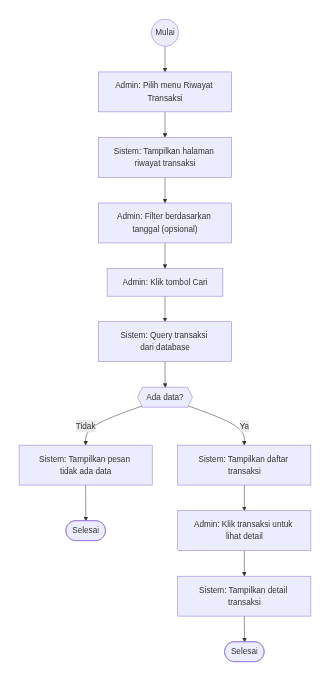 Mulai
Admin: Pilih menu Riwayat
Transaksi
Sistem: Tampilkan halaman
riwayat transaksi
Admin: Filter berdasarkan
tanggal (opsional)
Admin: Klik tombol Cari
Sistem: Query transaksi
dari database
Ada data?
Tidak
Ya
Sistem: Tampilkan pesan
tidak ada data
Selesai
Sistem: Tampilkan daftar
transaksi
Admin: Klik transaksi untuk
lihat detail
Sistem: Tampilkan detail
transaksi
Selesai